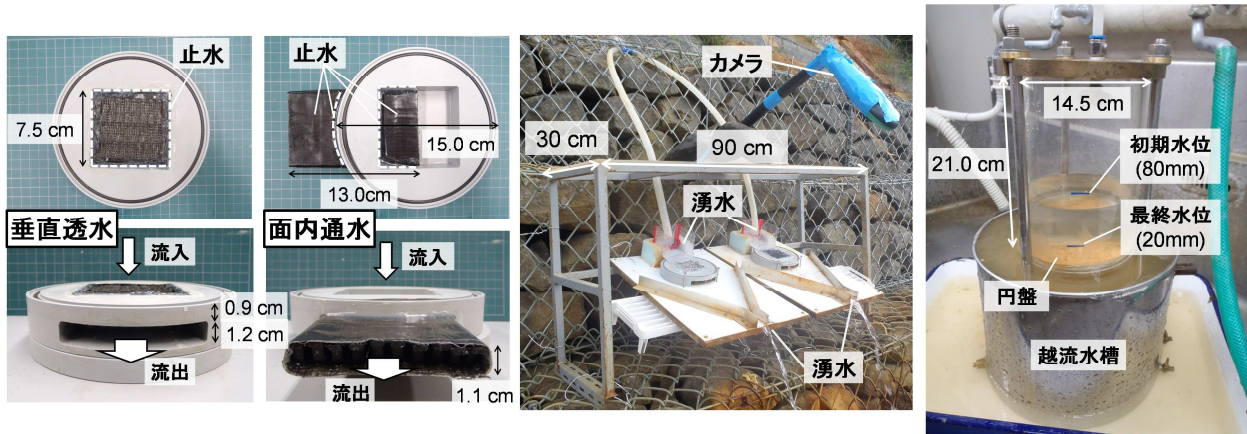 止水
7.5 cm
垂直透水
流入
0.9 cm
1.2 cm
流出
止水
15.0 cm
13.0cm
面内通水
流入
流出
1.1 cm
カメラ
30 cm
90 cm
湧水
湧水
14.5 cm
21.0 cm
初期水位
(80mm)
最終水位
(20mm)
円盤
越流水槽